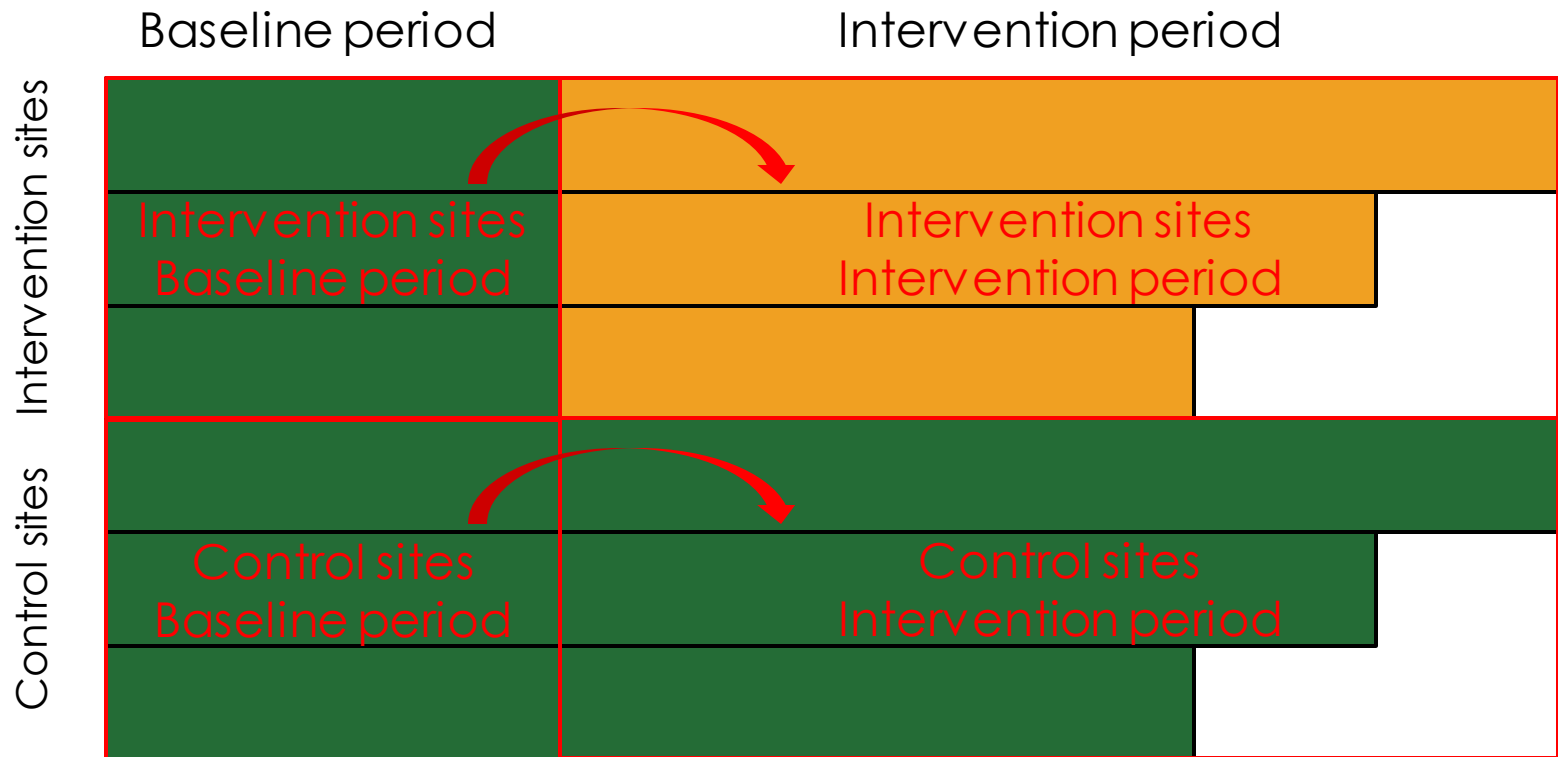 Baseline period
Intervention period
Intervention sites
Intervention sites
Baseline period
Intervention sites
Intervention period
Control sites
Control sites
Baseline period
Control sites
Intervention period